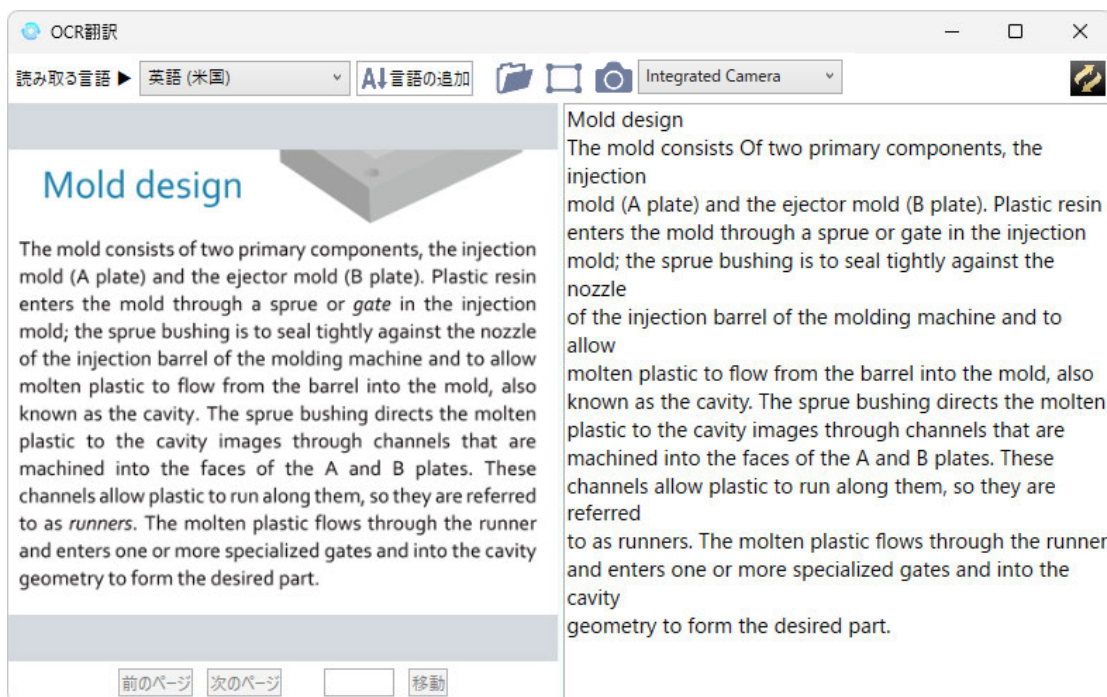 OCR翻訳
読み取る言語 ▶ 英語 (米国) A↓言語の追加 Integrated Camera
Mold design
The mold consists of two primary components, the injection
mold (A plate) and the ejector mold (B plate). Plastic resin
enters the mold through a sprue or gate in the injection
mold; the sprue bushing is to seal tightly against the nozzle
of the injection barrel of the molding machine and to allow
molten plastic to flow from the barrel into the mold, also
known as the cavity. The sprue bushing directs the molten
plastic to the cavity images through channels that are
machined into the faces of the A and B plates. These
channels allow plastic to run along them, so they are referred
to as runners. The molten plastic flows through the runner
and enters one or more specialized gates and into the cavity
geometry to form the desired part.
前のページ 次のページ 移動
Mold design
The mold consists Of two primary components, the
injection
mold (A plate) and the ejector mold (B plate). Plastic resin
enters the mold through a sprue or gate in the injection
mold; the sprue bushing is to seal tightly against the
nozzle
of the injection barrel of the molding machine and to
allow
molten plastic to flow from the barrel into the mold, also
known as the cavity. The sprue bushing directs the molten
plastic to the cavity images through channels that are
machined into the faces of the A and B plates. These
channels allow plastic to run along them, so they are
referred
to as runners. The molten plastic flows through the runner
and enters one or more specialized gates and into the
cavity
geometry to form the desired part.